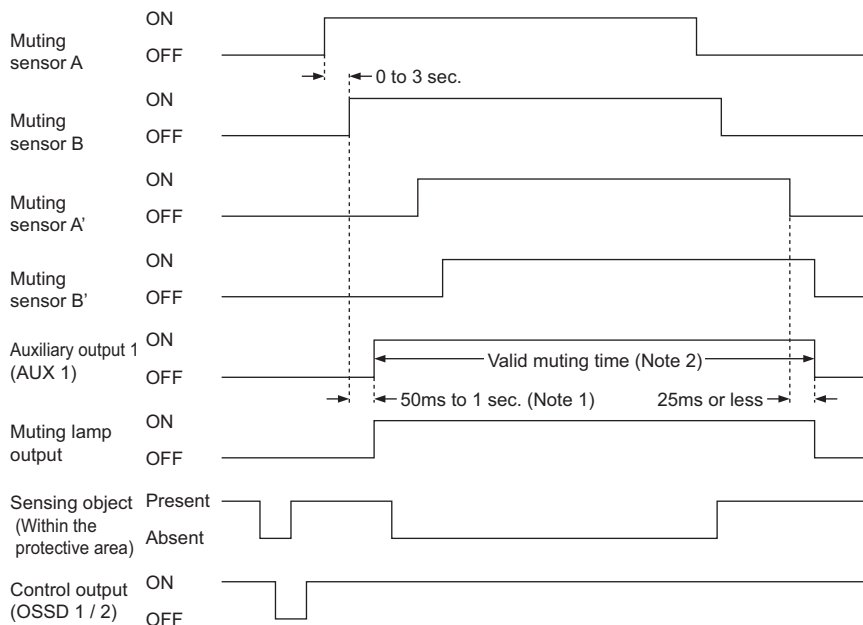 ON
Muting
sensor A
OFF
0 to 3 sec.
ON
Muting
sensor B
OFF
ON
Muting
sensor A’
OFF
ON
Muting
sensor B’
OFF
Auxiliary output 1
(AUX 1)
ON
OFF
Valid muting time (Note 2)
50ms to 1 sec. (Note 1)
25ms or less
Muting lamp
output
ON
OFF
Sensing object
(Within the
protective area)
Present
Absent
Control output
(OSSD 1 / 2)
ON
OFF